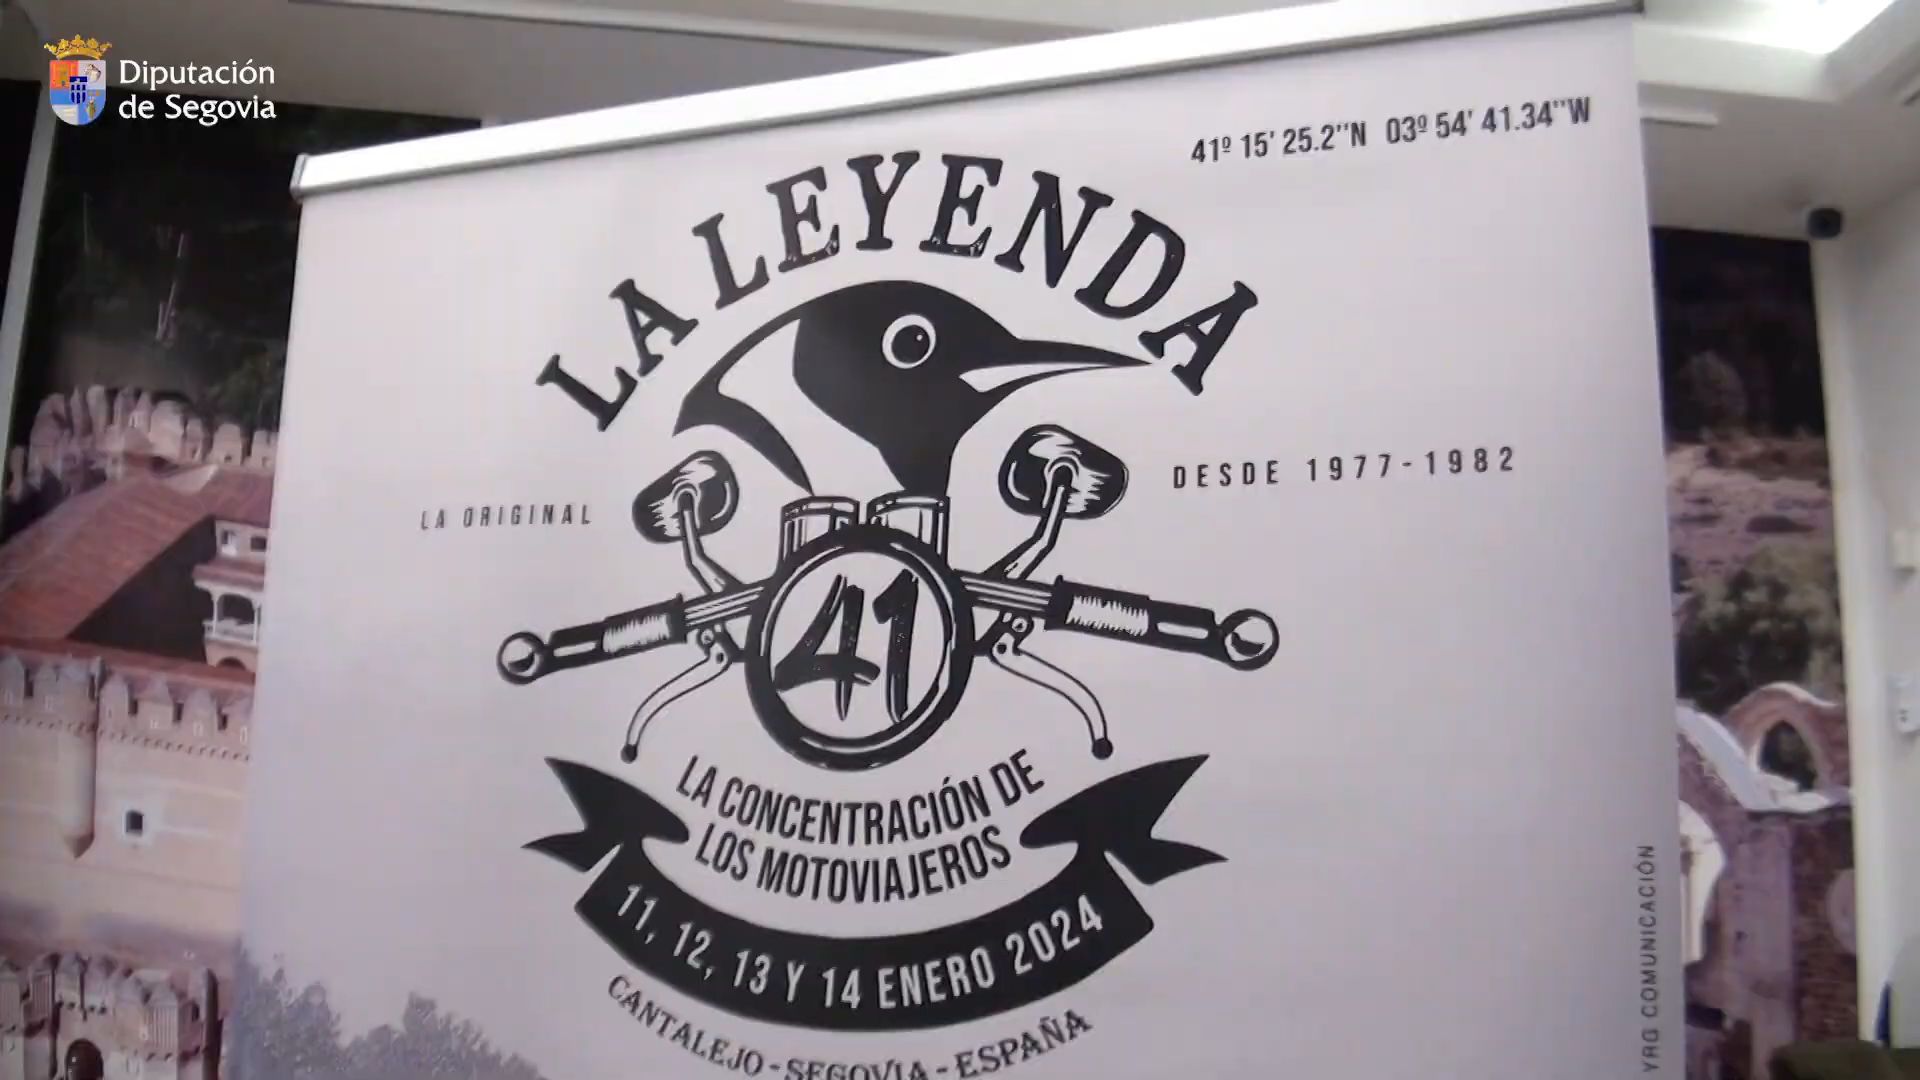 Diputación
de Segovia
41º 15' 25.2''N 03º 54' 41.34''W
LA LEYENDA
LA ORIGINAL
DESDE 1977-1982
41
LA CONCENTRACIÓN DE
LOS MOTOVIAJEROS
11, 12, 13 Y 14 ENERO 2024
CANTALEJO - SEGOVIA - ESPAÑA
YRG COMUNICACIÓN